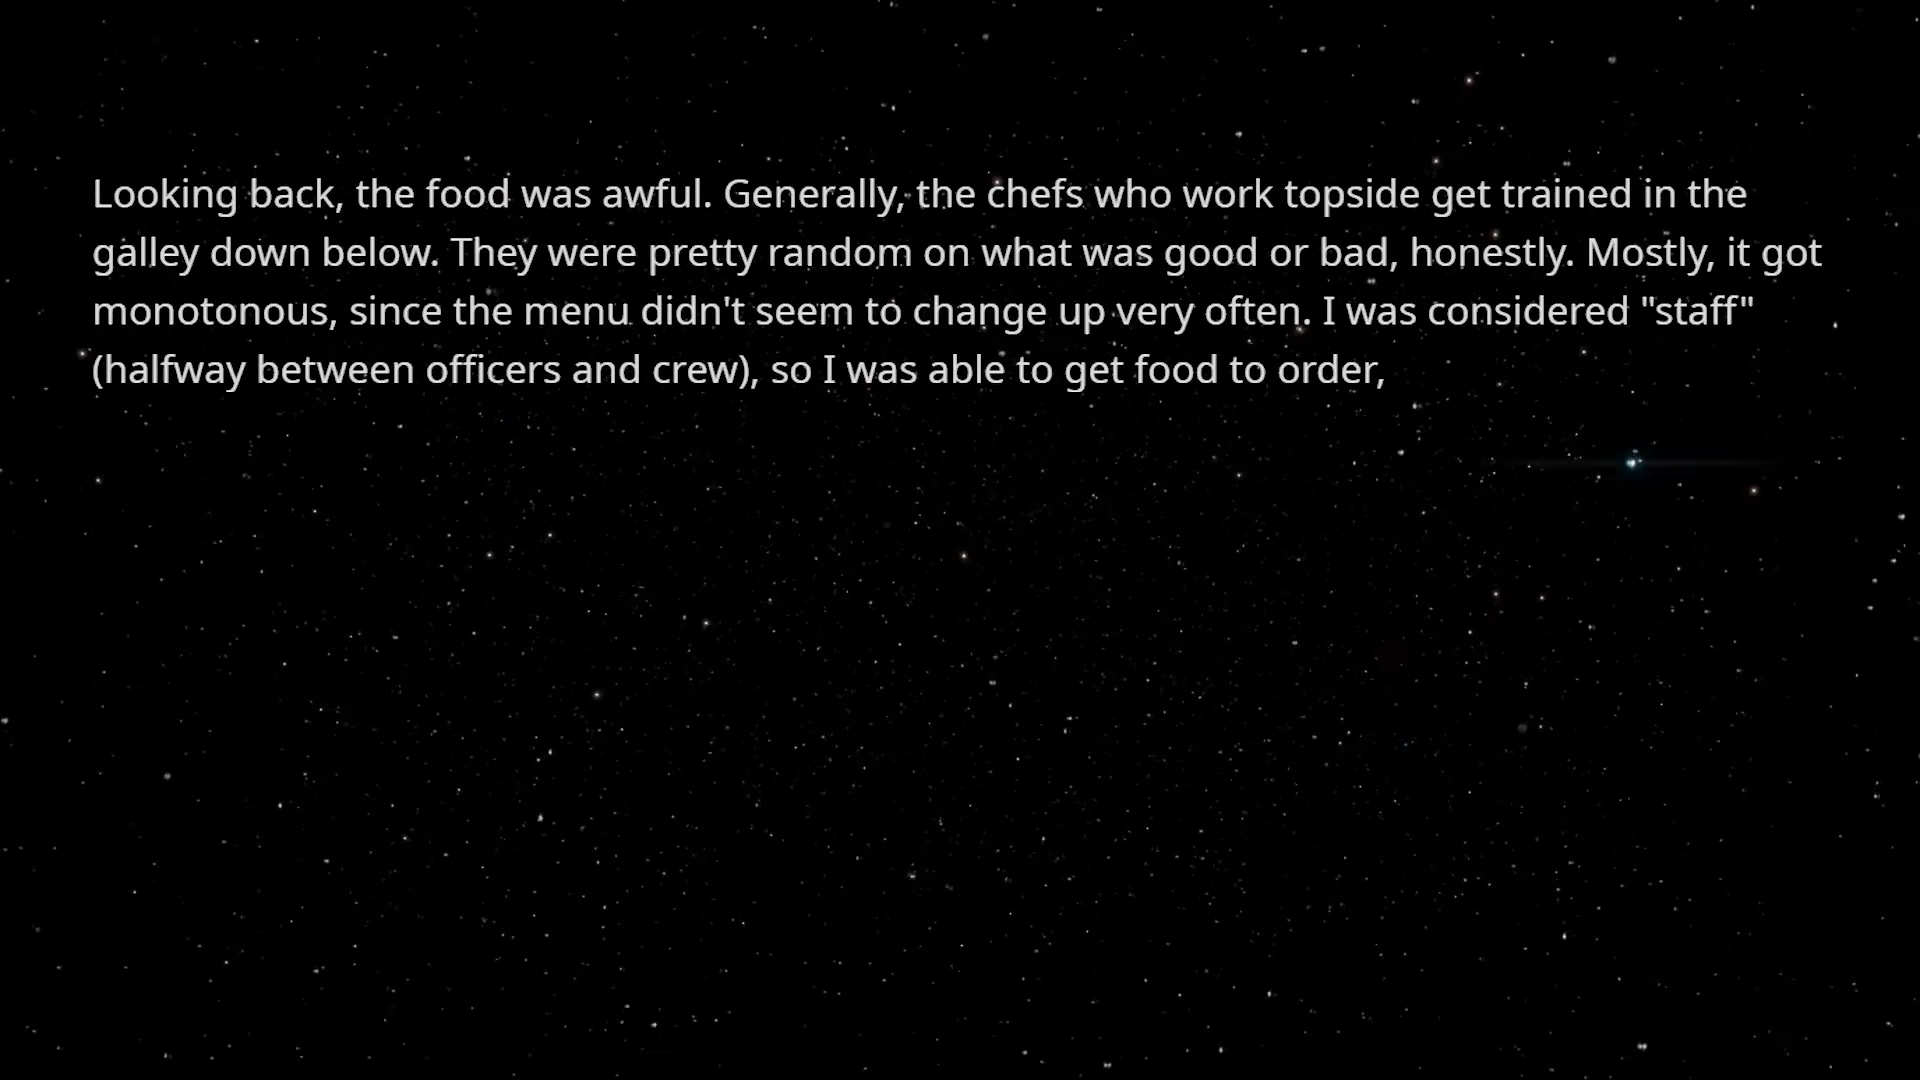 Looking back, the food was awful. Generally, the chefs who work topside get trained in the
galley down below. They were pretty random on what was good or bad, honestly. Mostly, it got
monotonous, since the menu didn't seem to change up very often. I was considered "staff"
(halfway between officers and crew), so I was able to get food to order,